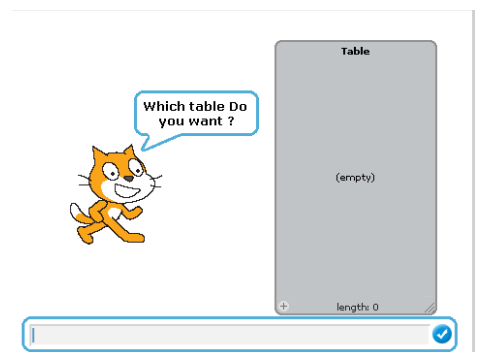 Table
Which table Do
you want ?
(empty)
+
length: 0